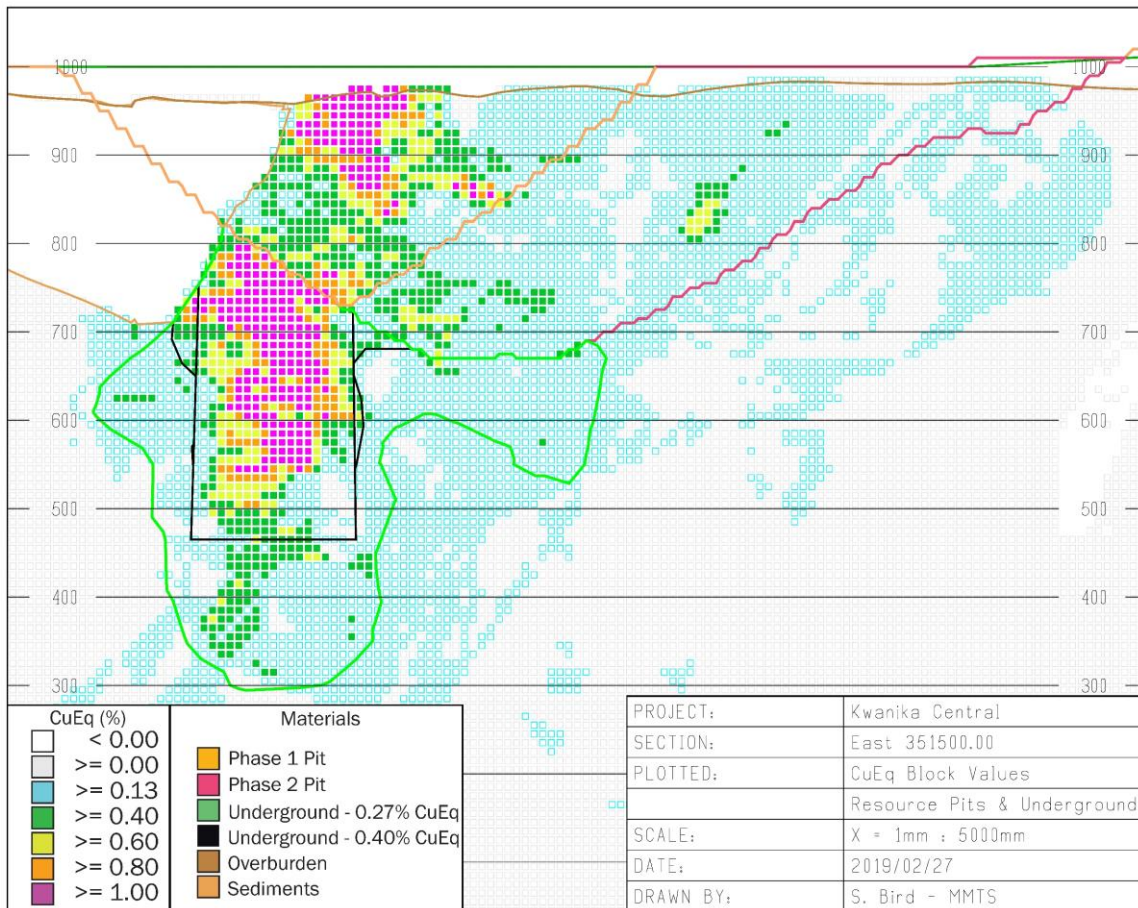 1000 1000
900 900
800 800
700 700
600 600
500 500
400 400
300 300
CuEq (%)
< 0.00
>= 0.00
>= 0.13
>= 0.40
>= 0.60
>= 0.80
>= 1.00
Materials
Phase 1 Pit
Phase 2 Pit
Underground - 0.27% CuEq
Underground - 0.40% CuEq
Overburden
Sediments
PROJECT: Kwanika Central
SECTION: East 351500.00
PLOTTED: CuEq Block Values
Resource Pits & Underground
SCALE: X = 1mm : 5000mm
DATE: 2019/02/27
DRAWN BY: S. Bird - MMTS